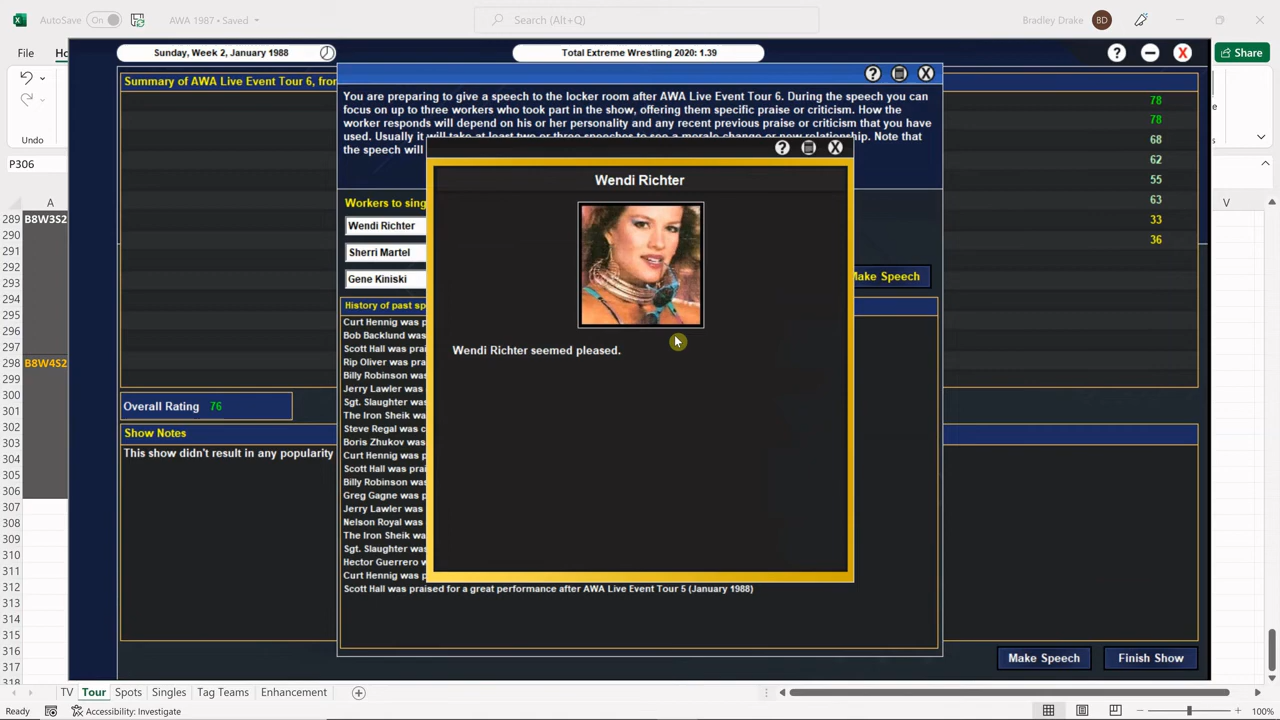 AutoSave Off AWA 1987 • Saved Search (Alt+Q) Bradley Drake BD
File Ho Share
Undo
P306
A V
289 B8W3S2
290
291
292
293
294
295
296
297
298 B8W4S2
299
300
301
302
303
304
305
306
307
308
309
310
311
312
313
314
315
316
317
Sunday, Week 2, January 1988 Total Extreme Wrestling 2020: 1.39 ? X
Summary of AWA Live Event Tour 6, fro
78
78
68
62
55
63
33
36
Overall Rating 76
Show Notes
This show didn't result in any popularity
? X
You are preparing to give a speech to the locker room after AWA Live Event Tour 6. During the speech you can
focus on up to three workers who took part in the show, offering them specific praise or criticism. How the
worker responds will depend on his or her personality and any recent previous praise or criticism that you have
used. Usually it will take at least two or three speeches to see a morale change or new relationship. Note that
the speech will
Workers to sing
Wendi Richter
Sherri Martel
Gene Kiniski
Make Speech
History of past sp
Curt Hennig was p
Bob Backlund was
Scott Hall was pra
Rip Oliver was pra
Billy Robinson was
Jerry Lawler was
Sgt. Slaughter was
The Iron Sheik was
Steve Regal was c
Boris Zhukov was
Curt Hennig was p
Scott Hall was prai
Billy Robinson was
Greg Gagne was
Jerry Lawler was
Nelson Royal was
The Iron Sheik was
Sgt. Slaughter was
Hector Guerrero w
Curt Hennig was p
Scott Hall was praised for a great performance after AWA Live Event Tour 5 (January 1988)
? X
Wendi Richter
Wendi Richter seemed pleased.
Make Speech Finish Show
TV Tour Spots Singles Tag Teams Enhancement
Ready Accessibility: Investigate 100%